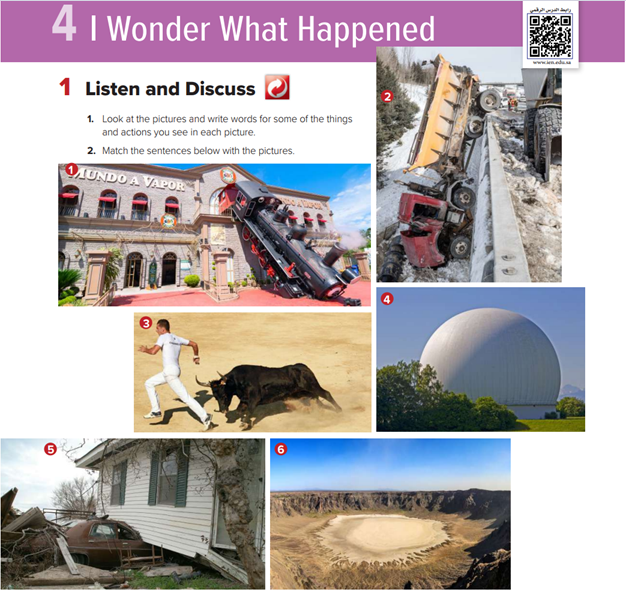 4 I Wonder What Happened
رابط الدرس الرقمي
www.ien.edu.sa
1 Listen and Discuss
1. Look at the pictures and write words for some of the things
and actions you see in each picture.
2. Match the sentences below with the pictures.
1
MUNDO A VAPOR
2
3
4
5
6